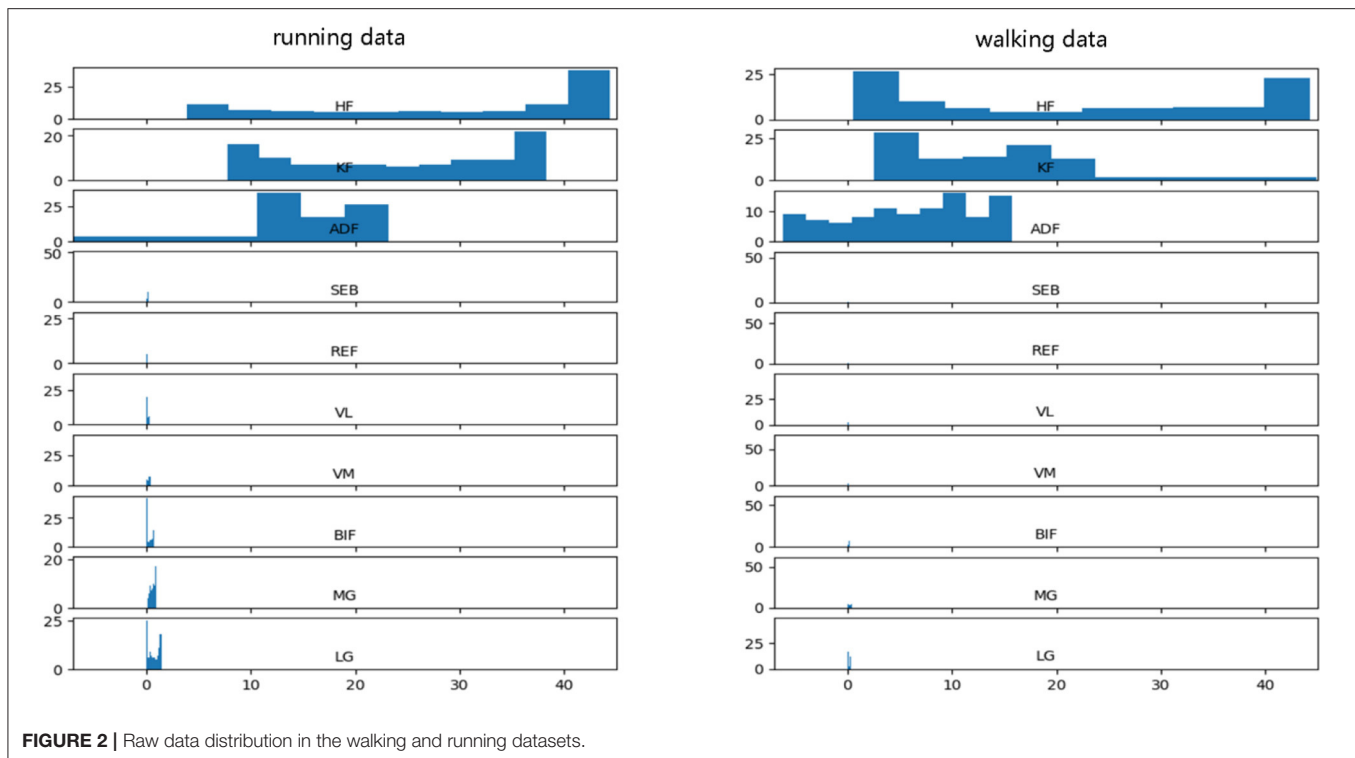 running data
25
0
HF
20
0
KF
25
0
ADF
50
0
SEB
25
0
REF
25
0
VL
25
0
VM
25
0
BIF
20
0
MG
25
0
LG
0 10 20 30 40
walking data
25
0
HF
25
0
KF
10
0
ADF
50
0
SEB
50
0
REF
25
0
VL
50
0
VM
50
0
BIF
50
0
MG
25
0
LG
0 10 20 30 40
FIGURE 2 | Raw data distribution in the walking and running datasets.